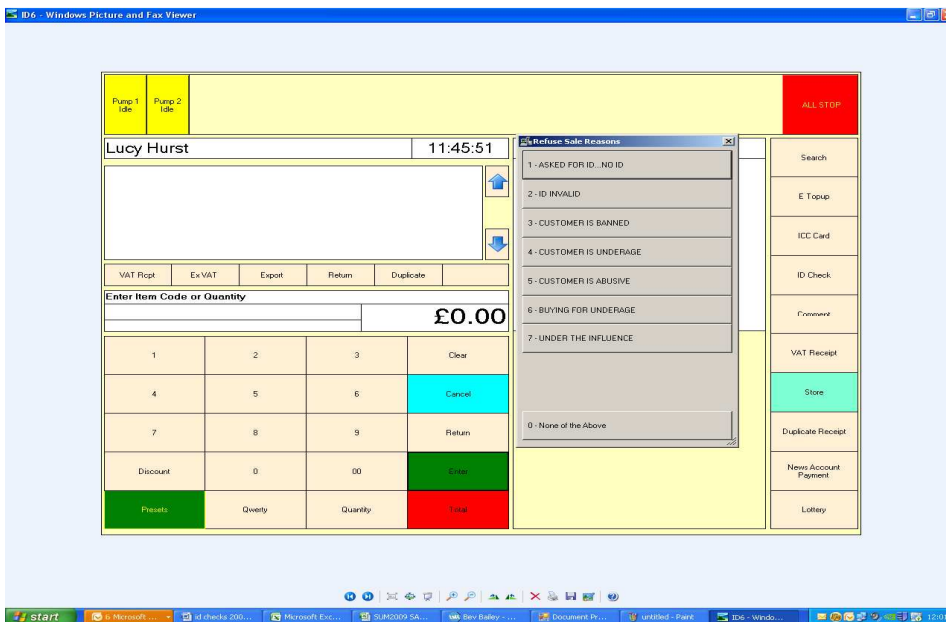 ID6 - Windows Picture and Fax Viewer
Pump 1 Idle
Pump 2 Idle
ALL STOP
Lucy Hurst 11:45:51
VAT Rcpt Ex VAT Export Return Duplicate
Enter Item Code or Quantity
£0.00
1 2 3 Clear
4 5 6 Cancel
7 8 9 Return
Discount 0 00 Enter
Presets Qwerty Quantity Total
Refuse Sale Reasons
1 - ASKED FOR ID...NO ID
2 - ID INVALID
3 - CUSTOMER IS BANNED
4 - CUSTOMER IS UNDERAGE
5 - CUSTOMER IS ABUSIVE
6 - BUYING FOR UNDERAGE
7 - UNDER THE INFLUENCE
0 - None of the Above
Search
E Topup
ICC Card
ID Check
Comment
VAT Receipt
Store
Duplicate Receipt
News Account
Payment
Lottery
start 6 Microsoft ... id checks 200... Microsoft Exc... SUM2009 SA... Bev Bailey - ... Document Pr... untitled - Paint ID6 - Windo...